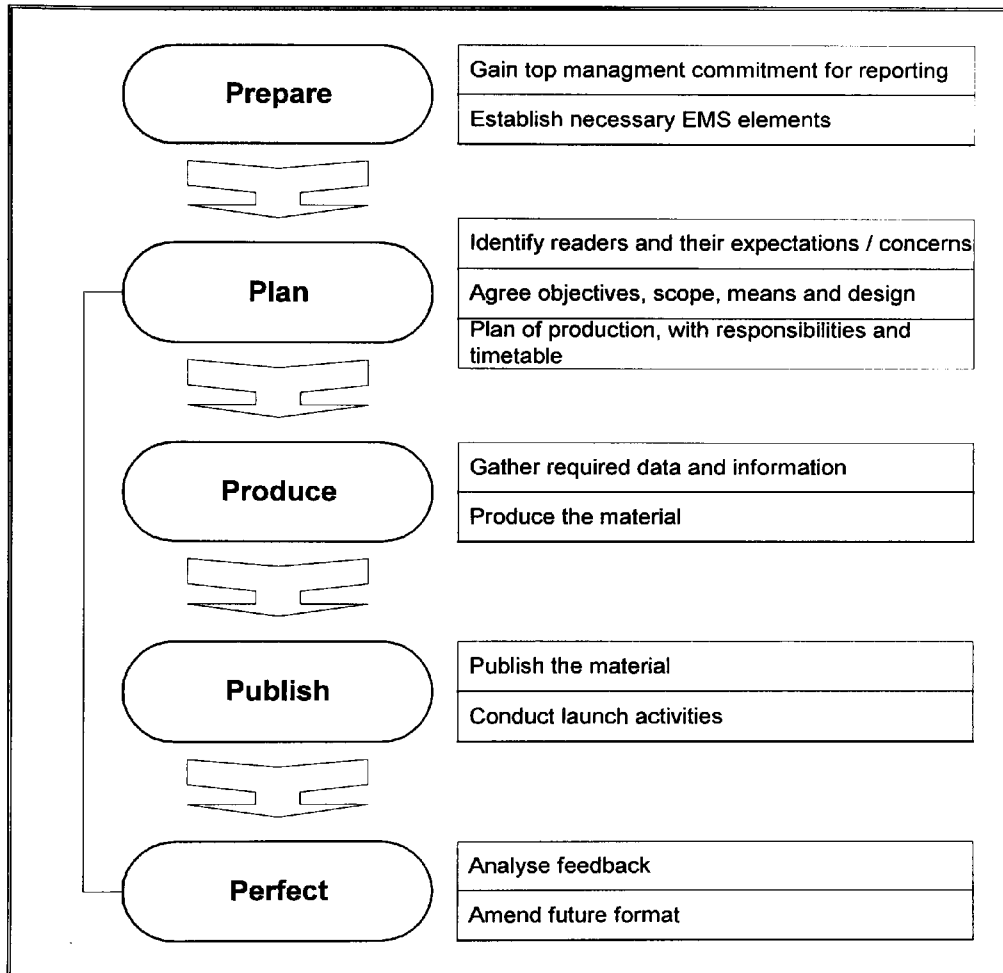 Prepare
Gain top managment commitment for reporting
Establish necessary EMS elements
Plan
Identify readers and their expectations / concerns
Agree objectives, scope, means and design
Plan of production, with responsibilities and
timetable
Produce
Gather required data and information
Produce the material
Publish
Publish the material
Conduct launch activities
Perfect
Analyse feedback
Amend future format